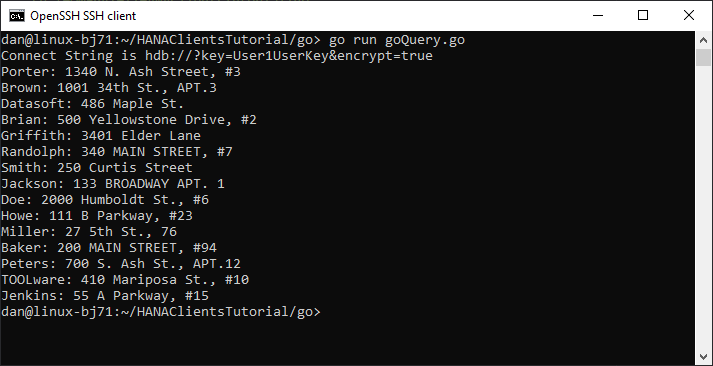 OpenSSH SSH client
dan@linux-bj71:~/HANAClientsTutorial/go> go run goQuery.go
Connect String is hdb://?key=User1UserKey&encrypt=true
Porter: 1340 N. Ash Street, #3
Brown: 1001 34th St., APT.3
Datasoft: 486 Maple St.
Brian: 500 Yellowstone Drive, #2
Griffith: 3401 Elder Lane
Randolph: 340 MAIN STREET, #7
Smith: 250 Curtis Street
Jackson: 133 BROADWAY APT. 1
Doe: 2000 Humboldt St., #6
Howe: 111 B Parkway, #23
Miller: 27 5th St., 76
Baker: 200 MAIN STREET, #94
Peters: 700 S. Ash St., APT.12
TOOLware: 410 Mariposa St., #10
Jenkins: 55 A Parkway, #15
dan@linux-bj71:~/HANAClientsTutorial/go>